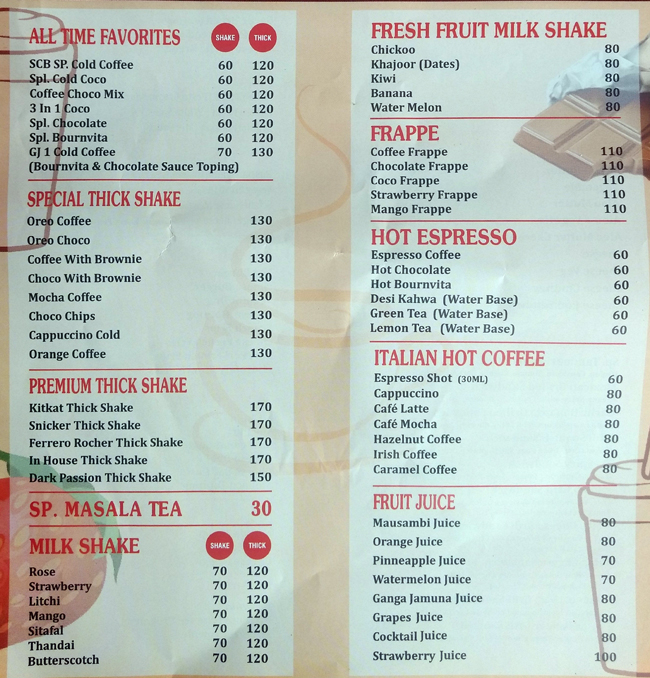 ALL TIME FAVORITES SHAKE THICK
SCB SP. Cold Coffee 60 120
Spl. Cold Coco 60 120
Coffee Choco Mix 60 120
3 In 1 Coco 60 120
Spl. Chocolate 60 120
Spl. Bournvita 60 120
GJ 1 Cold Coffee 70 130
(Bournvita & Chocolate Sauce Toping)
SPECIAL THICK SHAKE
Oreo Coffee 130
Oreo Choco 130
Coffee With Brownie 130
Choco With Brownie 130
Mocha Coffee 130
Choco Chips 130
Cappuccino Cold 130
Orange Coffee 130
PREMIUM THICK SHAKE
Kitkat Thick Shake 170
Snicker Thick Shake 170
Ferrero Rocher Thick Shake 170
In House Thick Shake 170
Dark Passion Thick Shake 150
SP. MASALA TEA 30
MILK SHAKE SHAKE THICK
Rose 70 120
Strawberry 70 120
Litchi 70 120
Mango 70 120
Sitafal 70 120
Thandai 70 120
Butterscotch 70 120
FRESH FRUIT MILK SHAKE
Chickoo 80
Khajoor (Dates) 80
Kiwi 80
Banana 80
Water Melon 80
FRAPPE
Coffee Frappe 110
Chocolate Frappe 110
Coco Frappe 110
Strawberry Frappe 110
Mango Frappe 110
HOT ESPRESSO
Espresso Coffee 60
Hot Chocolate 60
Hot Bournvita 60
Desi Kahwa (Water Base) 60
Green Tea (Water Base) 60
Lemon Tea (Water Base) 60
ITALIAN HOT COFFEE
Espresso Shot (30ML) 60
Cappuccino 80
Café Latte 80
Café Mocha 80
Hazelnut Coffee 80
Irish Coffee 80
Caramel Coffee 80
FRUIT JUICE
Mausambi Juice 80
Orange Juice 80
Pinneapple Juice 70
Watermelon Juice 70
Ganga Jamuna Juice 80
Grapes Juice 80
Cocktail Juice 80
Strawberry Juice 100